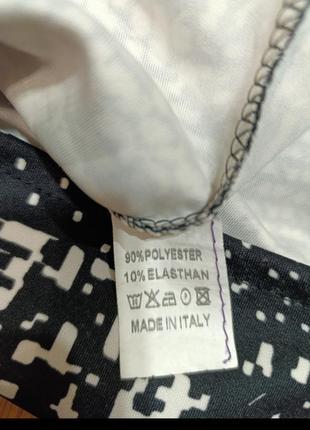 90%POLYESTER
10% ELASTHAN
MADE IN ITALY